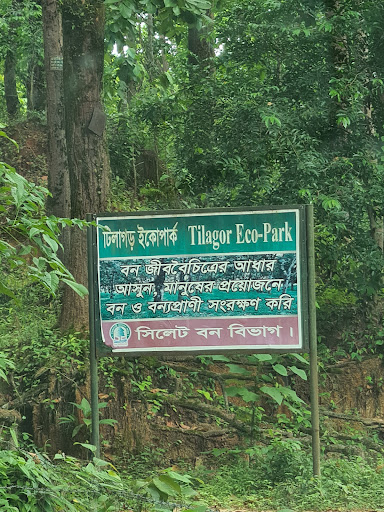 টিলাগড় ইকোপার্ক Tilagor Eco-Park
বন জীববৈচিত্রের আধার
আসুন, মানুষের প্রয়োজনে
বন ও বন্যপ্রাণী সংরক্ষণ করি
সিলেট বন বিভাগ।